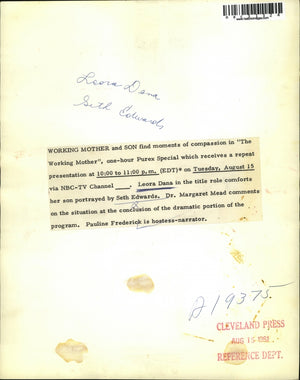 Leora Dana
Seth Edwards
WORKING MOTHER and SON find moments of compassion in "The
Working Mother", one-hour Purex Special which receives a repeat
presentation at 10:00 to 11:00 p.m. (EDT)* on Tuesday, August 15
via NBC-TV Channel ____. Leora Dana in the title role comforts
her son portrayed by Seth Edwards. Dr. Margaret Mead comments
on the situation at the conclusion of the dramatic portion of the
program. Pauline Frederick is hostess-narrator.
219375
CLEVELAND PRESS
AUG 15
REFERENCE DEPT.